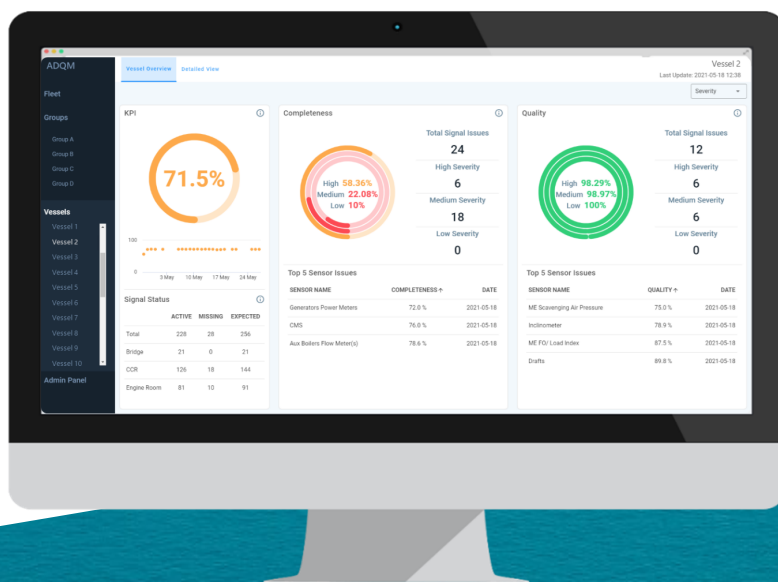 ADQM
Fleet
Groups
Group A
Group B
Group C
Group D
Vessels
Vessel 1
Vessel 2
Vessel 3
Vessel 4
Vessel 5
Vessel 6
Vessel 7
Vessel 8
Vessel 9
Vessel 10
Admin Panel
Vessel Overview Detailed View
Vessel 2
Last Update: 2021-05-18 12:38
Severity
KPI
71.5%
100
0
3 May 10 May 17 May 24 May
Signal Status
ACTIVE MISSING EXPECTED
Total 228 28 256
Bridge 21 0 21
CCR 126 18 144
Engine Room 81 10 91
Completeness
High 58.36%
Medium 22.08%
Low 10%
Total Signal Issues
24
High Severity
6
Medium Severity
18
Low Severity
0
Top 5 Sensor Issues
SENSOR NAME COMPLETENESS↑ DATE
Generators Power Meters 72.0 % 2021-05-18
CMS 76.0 % 2021-05-18
Aux Boilers Flow Meter(s) 78.6 % 2021-05-18
Quality
High 98.29%
Medium 98.97%
Low 100%
Total Signal Issues
12
High Severity
6
Medium Severity
6
Low Severity
0
Top 5 Sensor Issues
SENSOR NAME QUALITY↑ DATE
ME Scavenging Air Pressure 75.0 % 2021-05-18
Inclinometer 78.9 % 2021-05-18
ME FO/ Load Index 87.5 % 2021-05-18
Drafts 89.8 % 2021-05-18